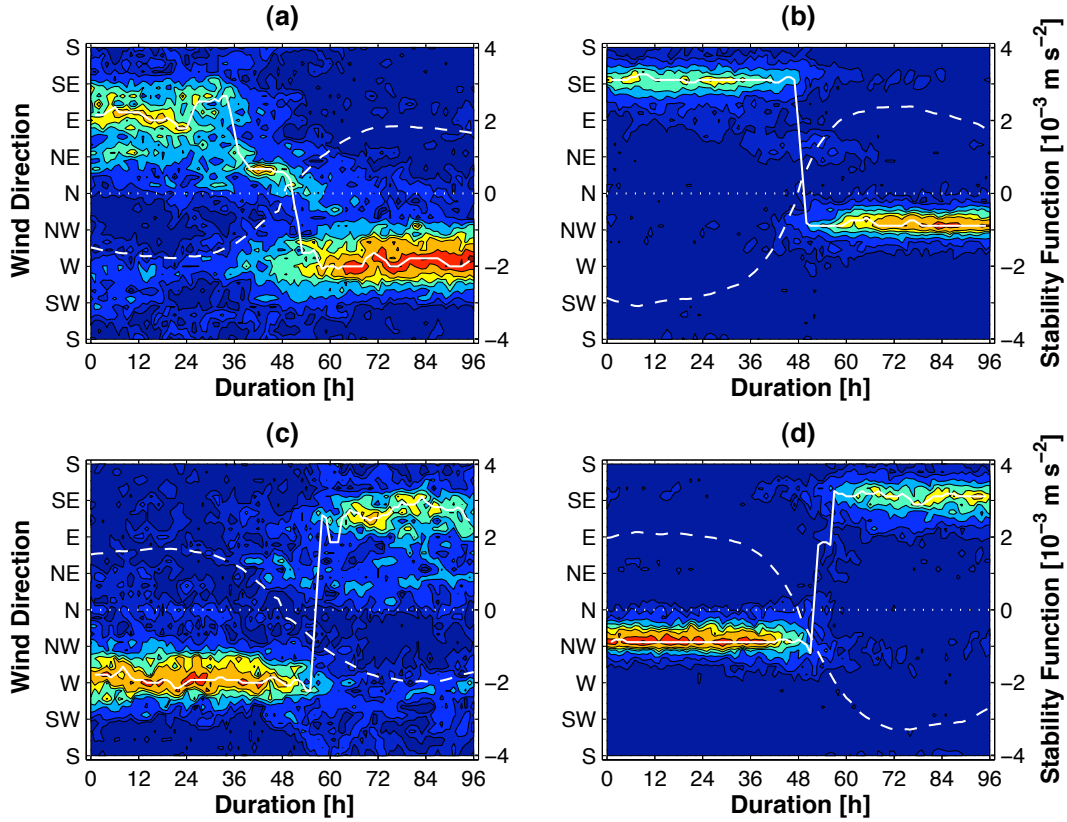 (a)
(b)
S
SE
E
NE
N
NW
W
SW
S
4
2
0
−2
−4
S
SE
E
NE
N
NW
W
SW
S
4
2
0
−2
−4
0 12 24 36 48 60 72 84 96
0 12 24 36 48 60 72 84 96
Wind Direction
Duration [h]
Duration [h]
Stability Function [10⁻³ m s⁻²]
(c)
(d)
S
SE
E
NE
N
NW
W
SW
S
4
2
0
−2
−4
S
SE
E
NE
N
NW
W
SW
S
4
2
0
−2
−4
0 12 24 36 48 60 72 84 96
0 12 24 36 48 60 72 84 96
Wind Direction
Duration [h]
Duration [h]
Stability Function [10⁻³ m s⁻²]